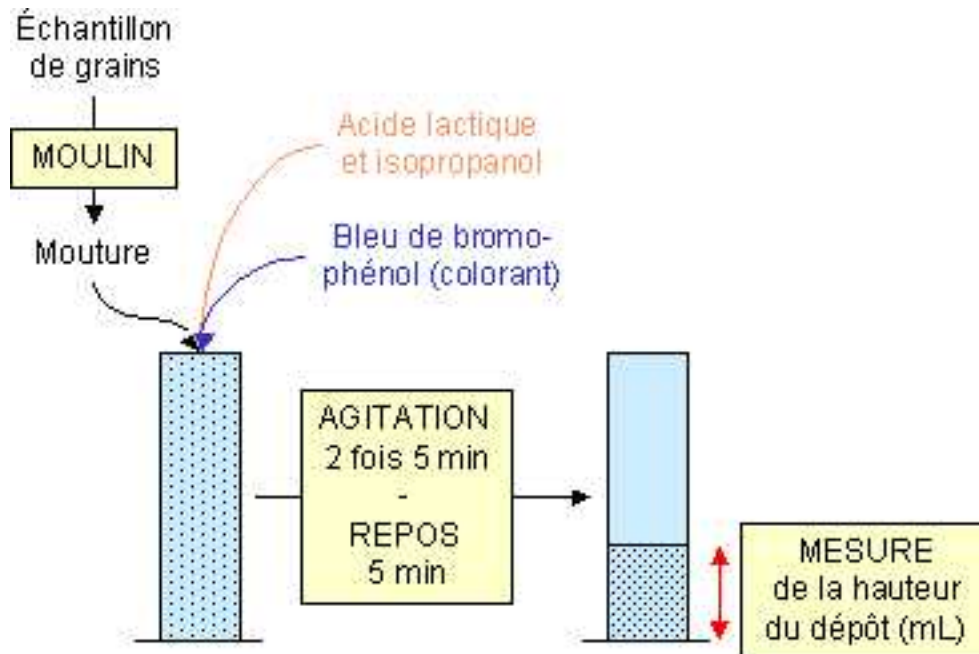 Échantillon
de grains
MOULIN
Mouture
Acide lactique
et isopropanol
Bleu de bromo-
phénol (colorant)
AGITATION
2 fois 5 min
-
REPOS
5 min
MESURE
de la hauteur
du dépôt (mL)